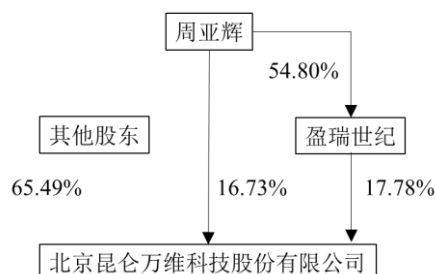 周亚辉
54.80%
其他股东
盈瑞世纪
65.49%
16.73%
17.78%
北京昆仑万维科技股份有限公司